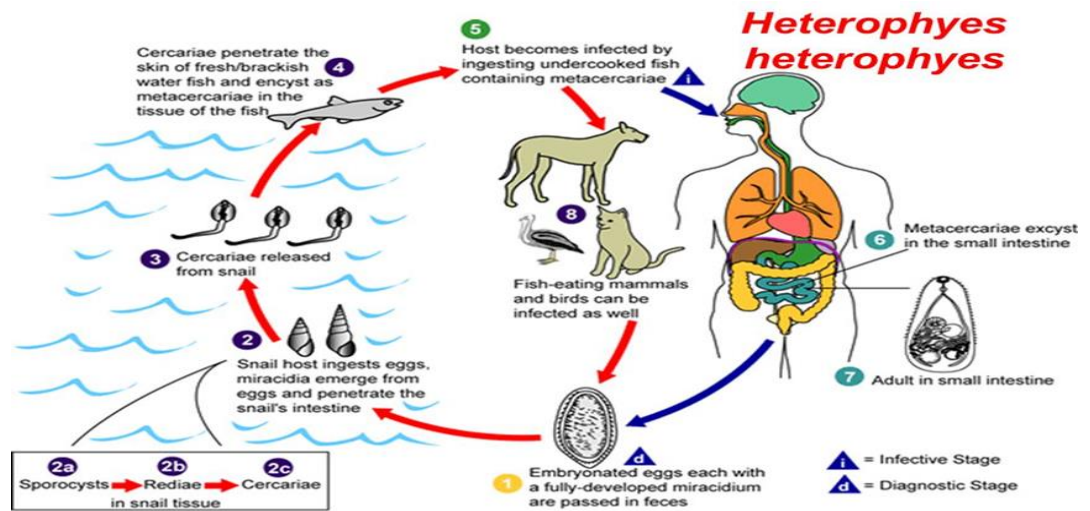 Heterophyes
heterophyes
5
Host becomes infected by
ingesting undercooked fish
containing metacercariae
i
Cercariae penetrate the
skin of fresh/brackish
water fish and encyst as
metacercariae in the
tissue of the fish
4
3
Cercariae released
from snail
8
Fish-eating mammals
and birds can be
infected as well
6
Metacercariae excyst
in the small intestine
7
Adult in small intestine
2
Snail host ingests eggs,
miracidia emerge from
eggs and penetrate the
snail's intestine
2a 2b 2c
Sporocysts Rediae Cercariae
in snail tissue
d
1
Embryonated eggs each with
a fully-developed miracidium
are passed in feces
i = Infective Stage
d = Diagnostic Stage